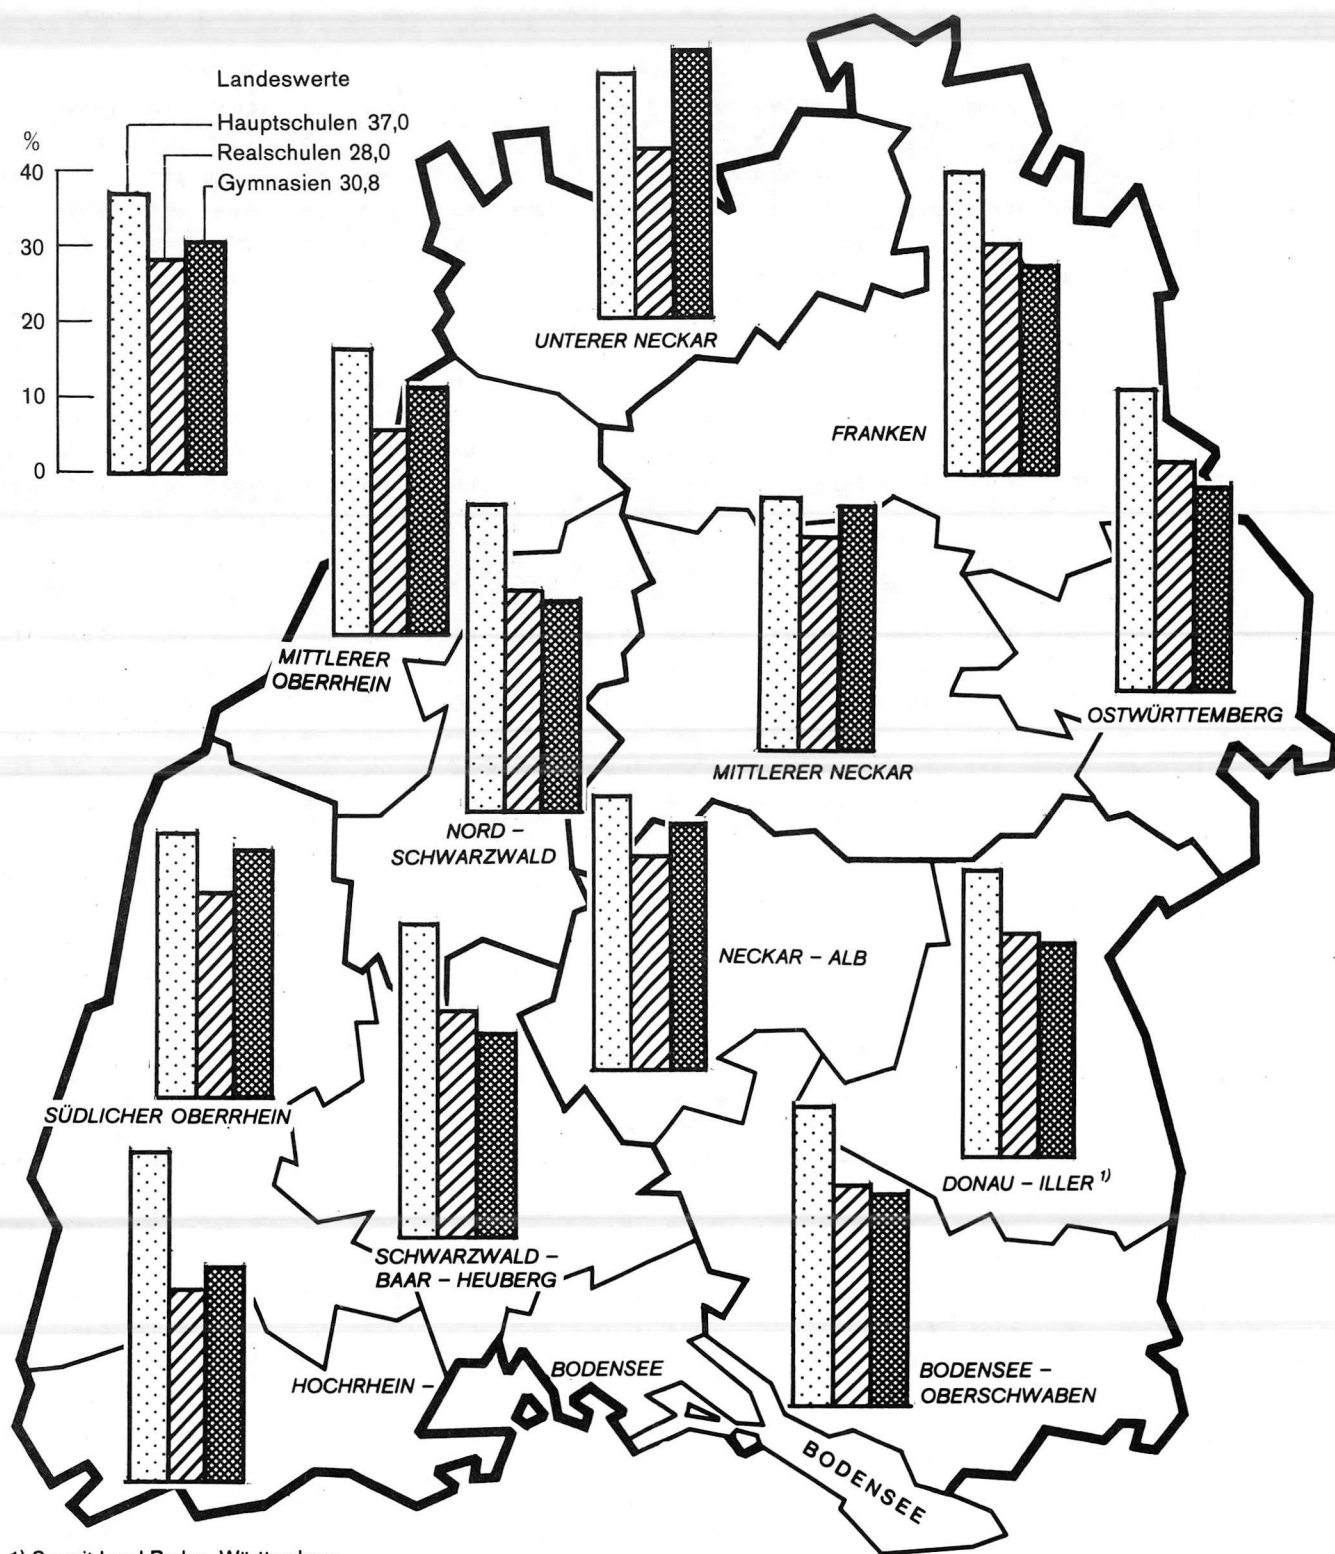 Landeswerte
Hauptschulen 37,0
Realschulen 28,0
Gymnasien 30,8
%
40
30
20
10
0
UNTERER NECKAR
FRANKEN
MITTLERER
OBERRHEIN
OSTWÜRTTEMBERG
MITTLERER NECKAR
NORD –
SCHWARZWALD
NECKAR – ALB
SÜDLICHER OBERRHEIN
DONAU – ILLER ¹⁾
SCHWARZWALD –
BAAR – HEUBERG
HOCHRHEIN –
BODENSEE
BODENSEE –
OBERSCHWABEN
BODENSEE